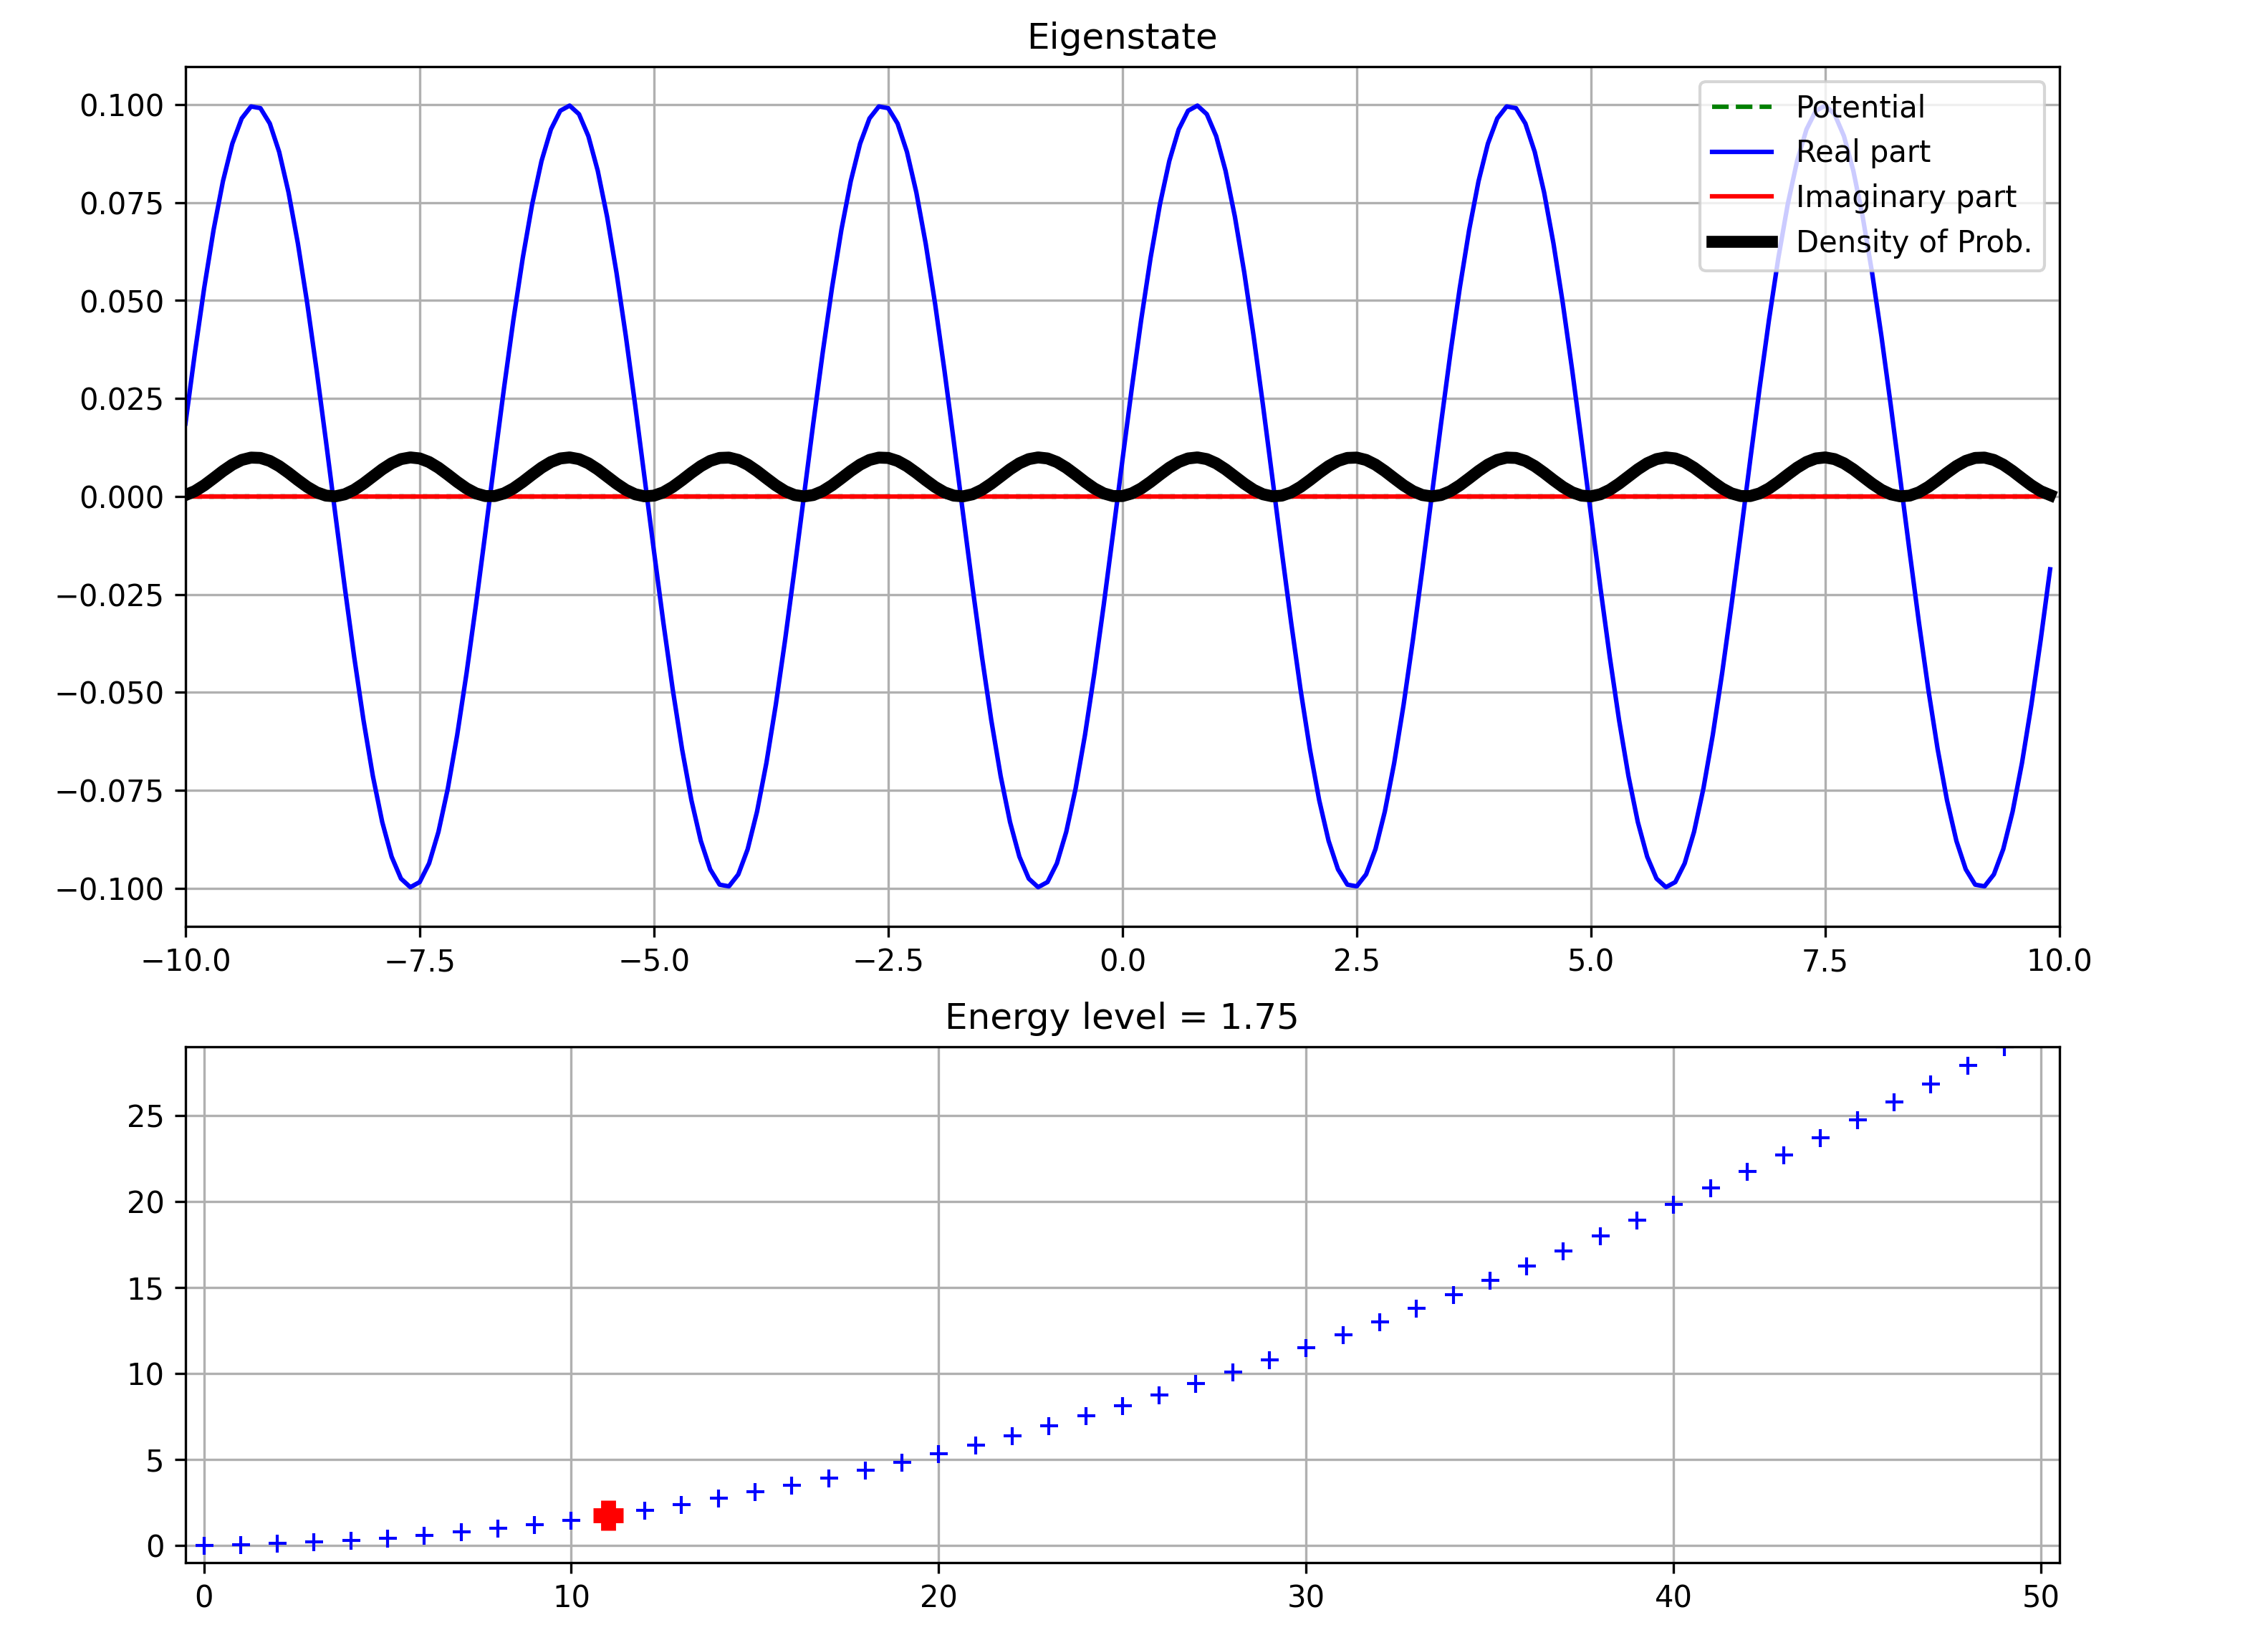 Eigenstate
0.100
0.075
0.050
0.025
0.000
−0.025
−0.050
−0.075
−0.100
Potential
Real part
Imaginary part
Density of Prob.
−10.0 −7.5 −5.0 −2.5 0.0 2.5 5.0 7.5 10.0
Energy level = 1.75
25
20
15
10
5
0
0 10 20 30 40 50